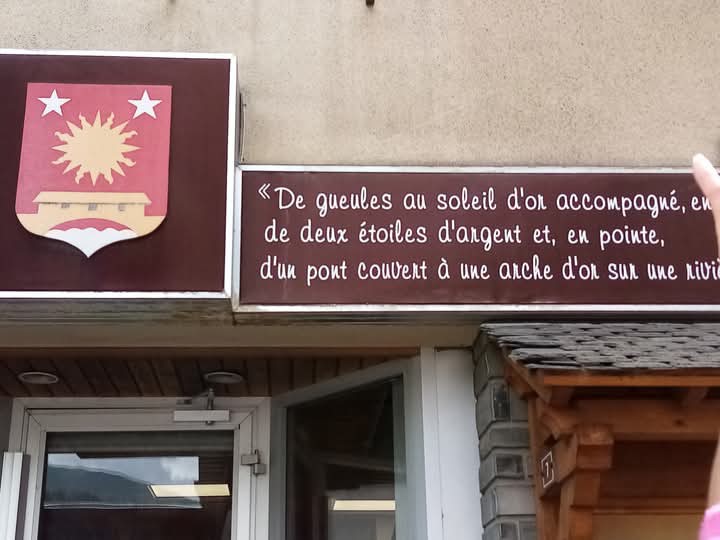 « De gueules au soleil d'or accompagné, en
de deux étoiles d'argent et, en pointe,
d'un pont couvert à une arche d'or sur une